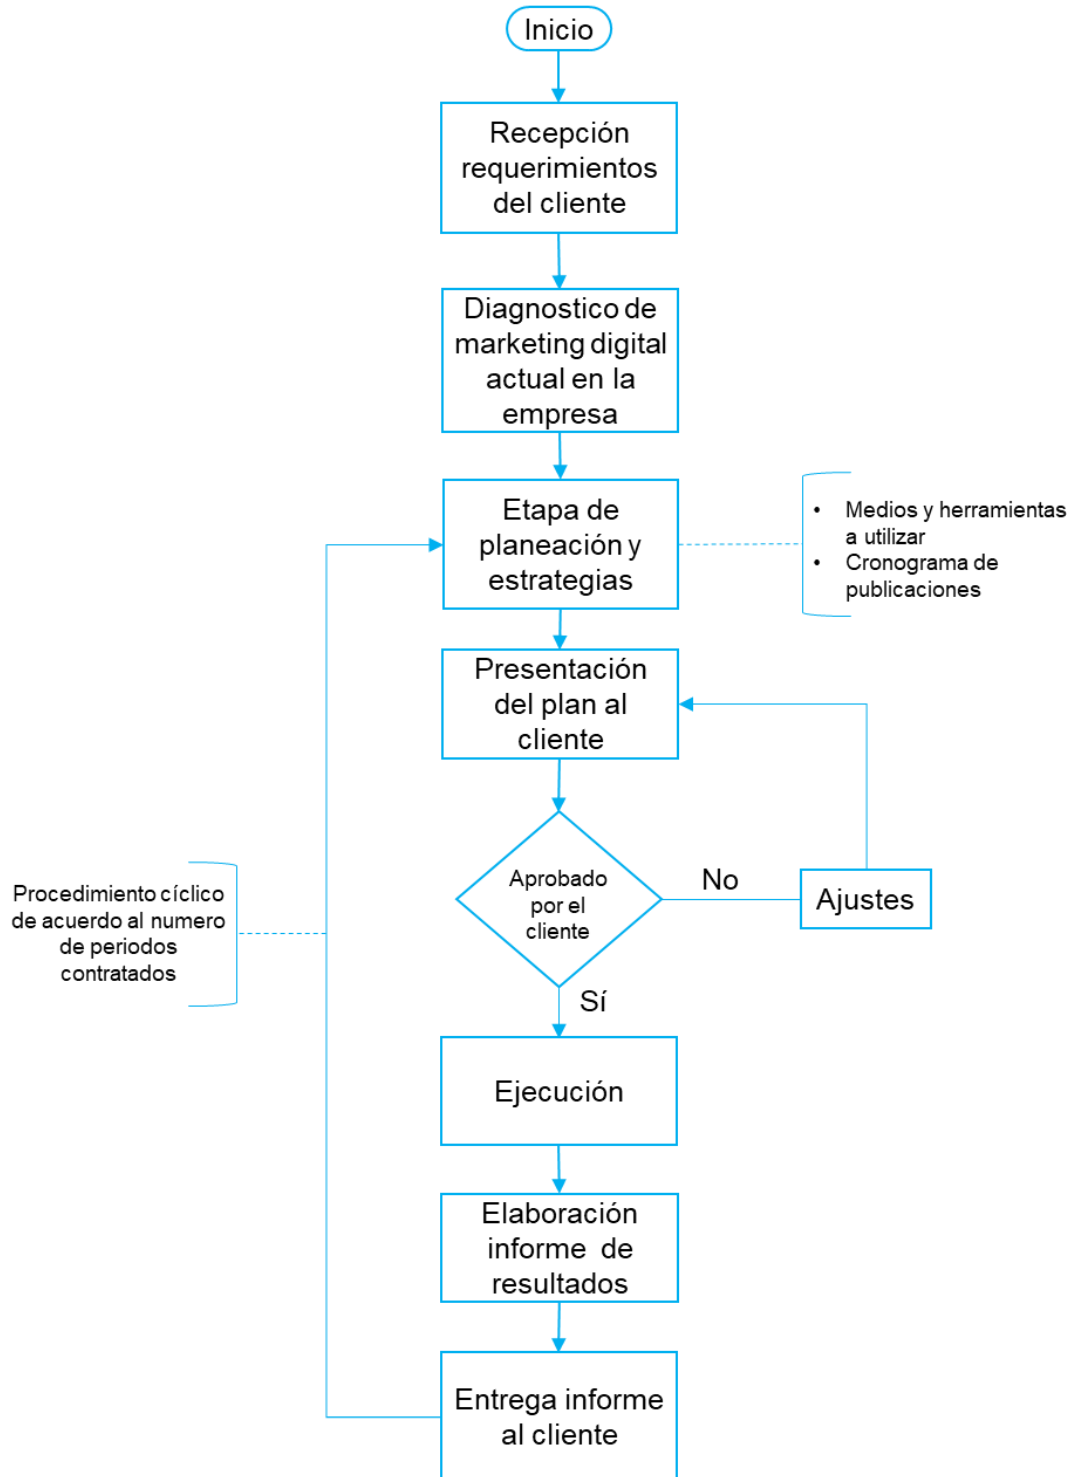 Inicio
Recepción
requerimientos
del cliente
Diagnostico de
marketing digital
actual en la
empresa
Etapa de
planeación y
estrategias
• Medios y herramientas
a utilizar
• Cronograma de
publicaciones
Presentación
del plan al
cliente
Aprobado
por el
cliente
No
Ajustes
Procedimiento cíclico
de acuerdo al numero
de periodos
contratados
Sí
Ejecución
Elaboración
informe de
resultados
Entrega informe
al cliente